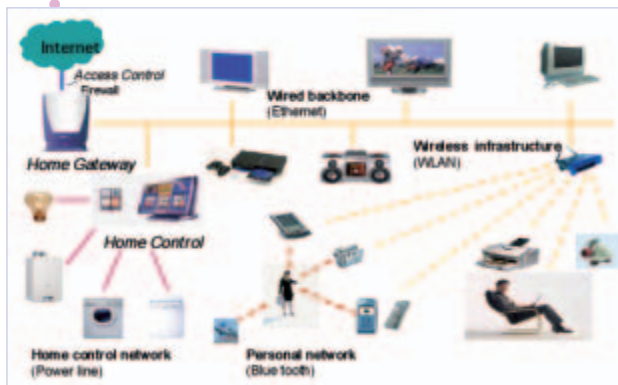 Internet
Access Control
Firewall
Wired backbone
(Ethernet)
Home Gateway
Wireless infrastructure
(WLAN)
Home Control
Home control network
(Power line)
Personal network
(Blue tooth)